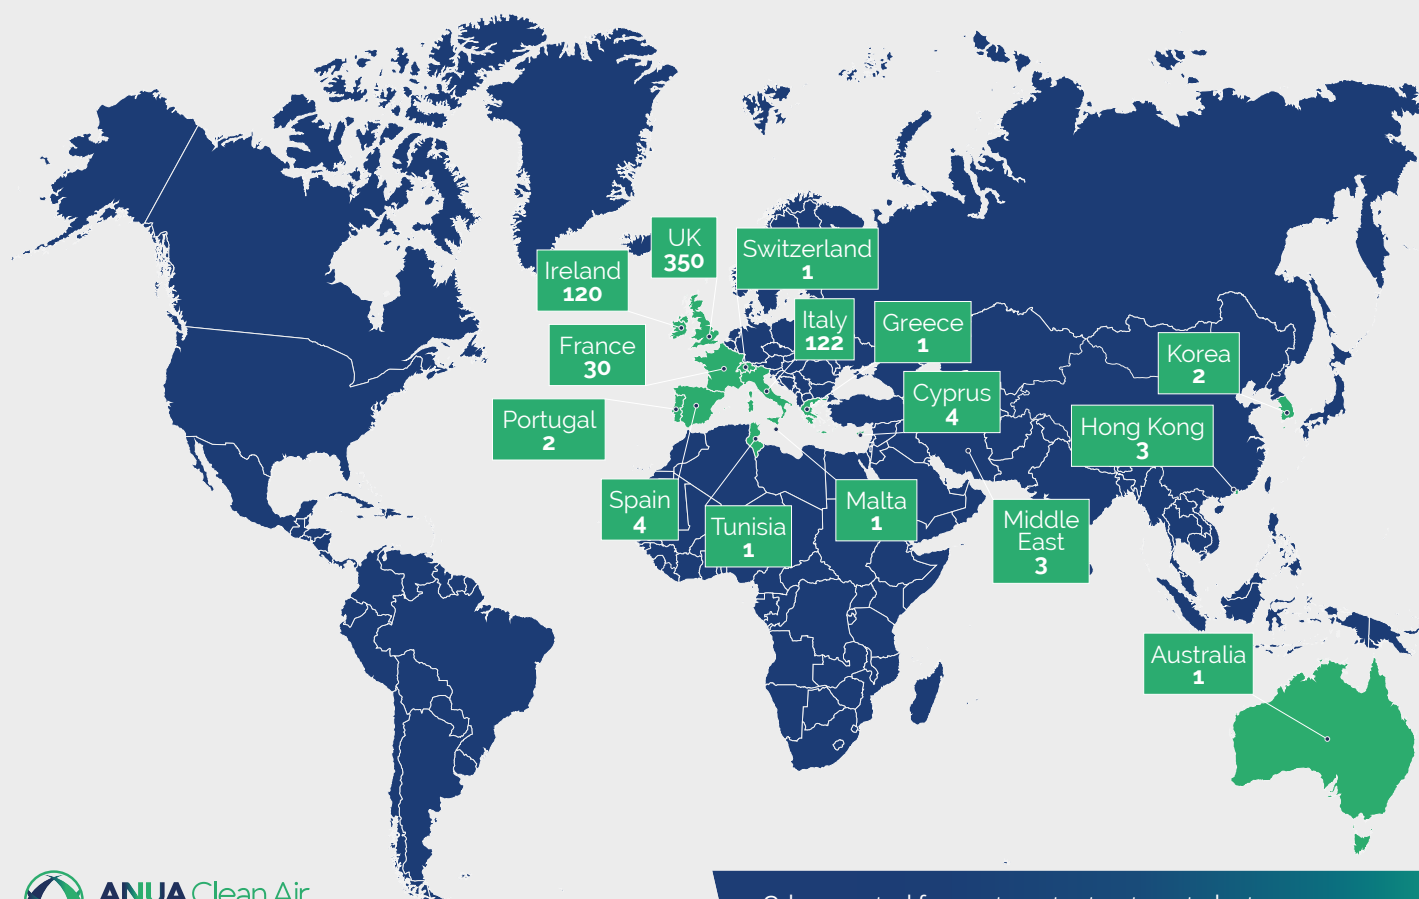 UK
350
Switzerland
1
Ireland
120
Italy
122
Greece
1
France
30
Korea
2
Cyprus
4
Portugal
2
Hong Kong
3
Spain
4
Tunisia
1
Malta
1
Middle
East
3
Australia
1
ANUA Clean Air